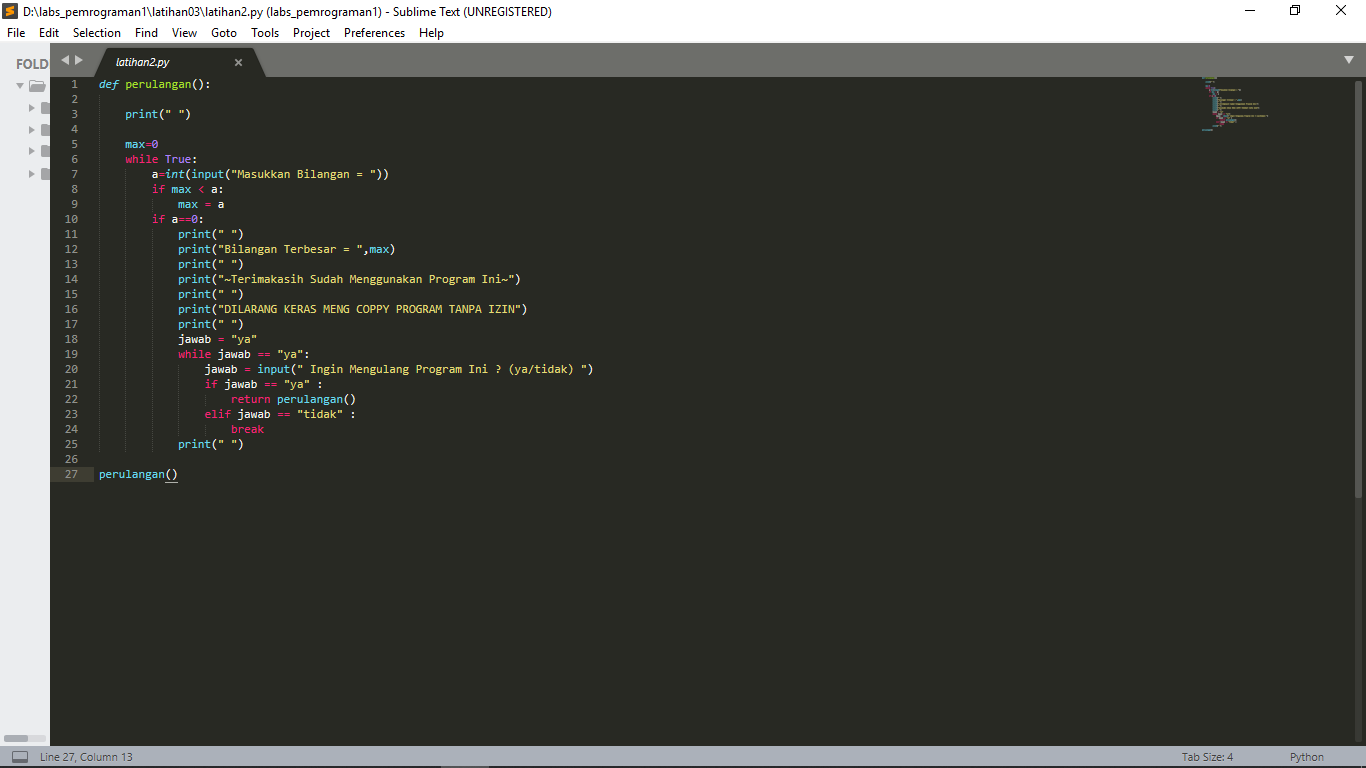 D:\labs_pemrograman1\latihan03\latihan2.py (labs_pemrograman1) - Sublime Text (UNREGISTERED)
File Edit Selection Find View Goto Tools Project Preferences Help
FOLD
latihan2.py
1 def perulangan():
2
3 print(" ")
4
5 max=0
6 while True:
7 a=int(input("Masukkan Bilangan = "))
8 if max < a:
9 max = a
10 if a==0:
11 print(" ")
12 print("Bilangan Terbesar = ",max)
13 print(" ")
14 print("~Terimakasih Sudah Menggunakan Program Ini~")
15 print(" ")
16 print("DILARANG KERAS MENG COPPY PROGRAM TANPA IZIN")
17 print(" ")
18 jawab = "ya"
19 while jawab == "ya":
20 jawab = input(" Ingin Mengulang Program Ini ? (ya/tidak) ")
21 if jawab == "ya" :
22 return perulangan()
23 elif jawab == "tidak" :
24 break
25 print(" ")
26
27 perulangan()
Line 27, Column 13 Tab Size: 4 Python